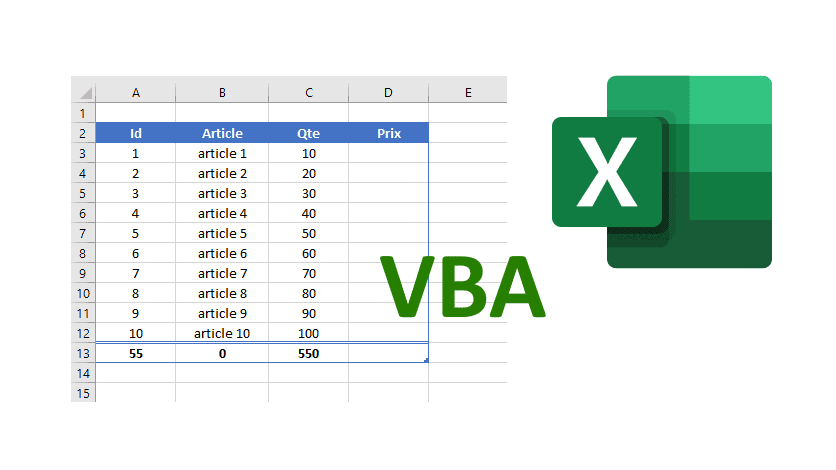 A B C D E
1
2 Id Article Qte Prix
3 1 article 1 10
4 2 article 2 20
5 3 article 3 30
6 4 article 4 40
7 5 article 5 50
8 6 article 6 60
9 7 article 7 70
10 8 article 8 80
11 9 article 9 90
12 10 article 10 100
13 55 0 550
14
15
X
VBA